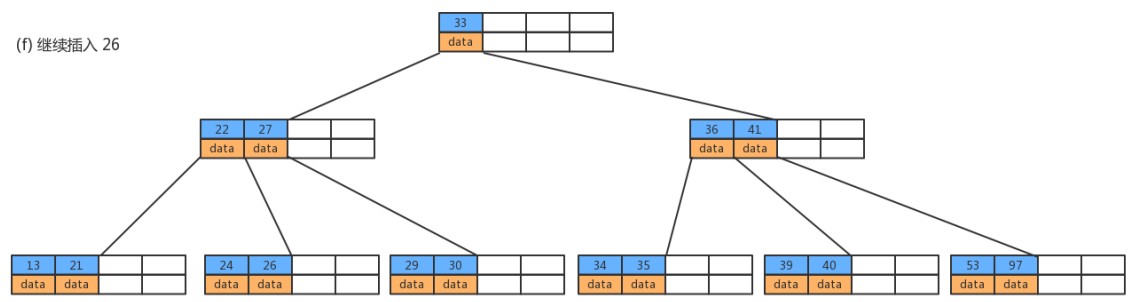 33
data
(f) 继续插入 26
22 27
36 41
data data
data data
13 21
24 26
29 30
34 35
39 40
53 97
data data
data data
data data
data data
data data
data data